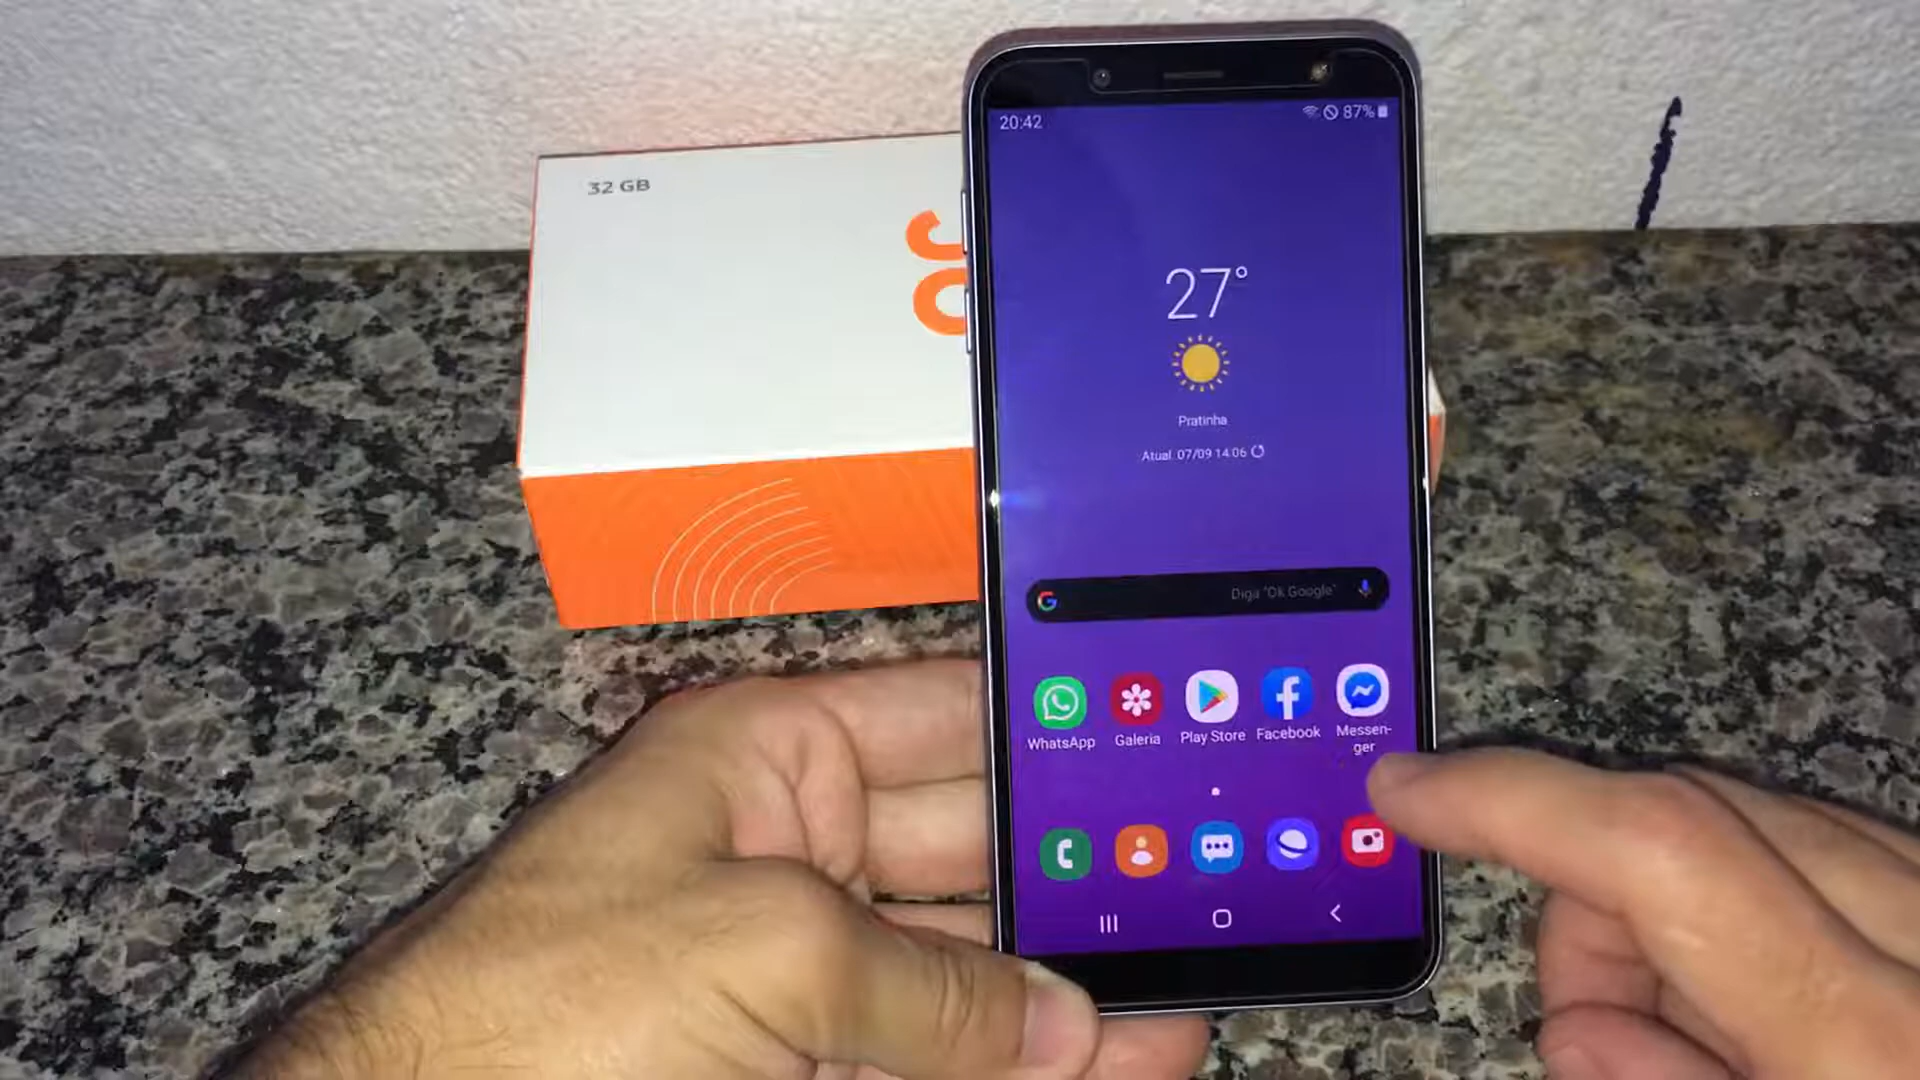 32 GB
J6
20:42
87%
27°
Pratinha
Atual. 07/09 14:06
G
Diga "Ok Google"
WhatsApp
Galeria
Play Store
Facebook
Messen-
ger